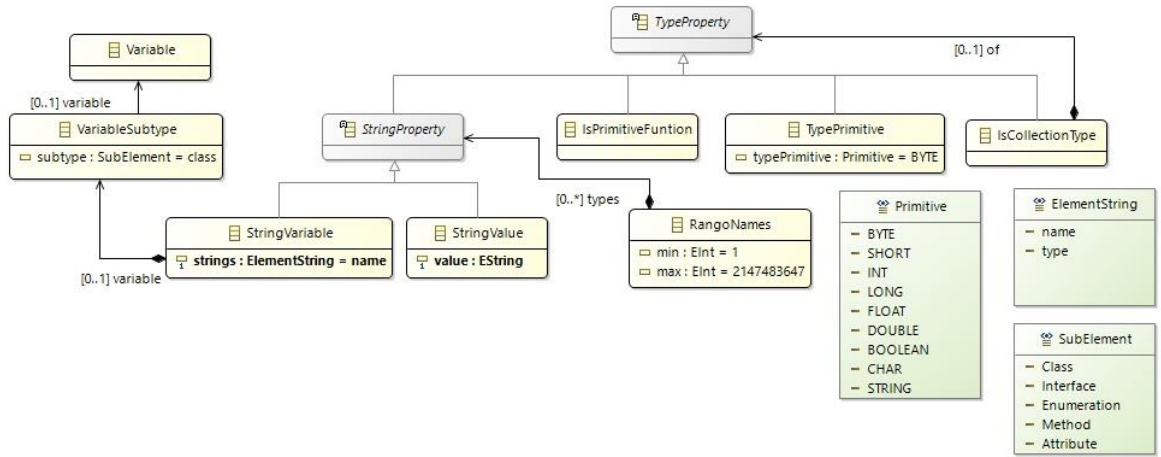 TypeProperty
Variable
[0..1] of
[0..1] variable
VariableSubtype
subtype : SubElement = class
StringProperty
IsPrimitiveFuntion
TypePrimitive
typePrimitive : Primitive = BYTE
IsCollectionType
[0..*] types
StringVariable
strings : ElementString = name
[0..1] variable
StringValue
value : EString
RangoNames
min : EInt = 1
max : EInt = 2147483647
Primitive
BYTE
SHORT
INT
LONG
FLOAT
DOUBLE
BOOLEAN
CHAR
STRING
ElementString
name
type
SubElement
Class
Interface
Enumeration
Method
Attribute